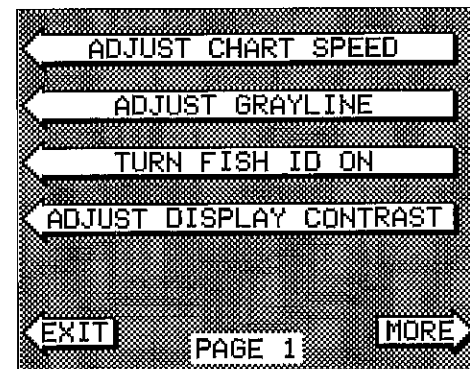 ADJUST CHART SPEED
ADJUST GRAYLINE
TURN FISH ID ON
ADJUST DISPLAY CONTRAST
EXIT
PAGE 1
MORE